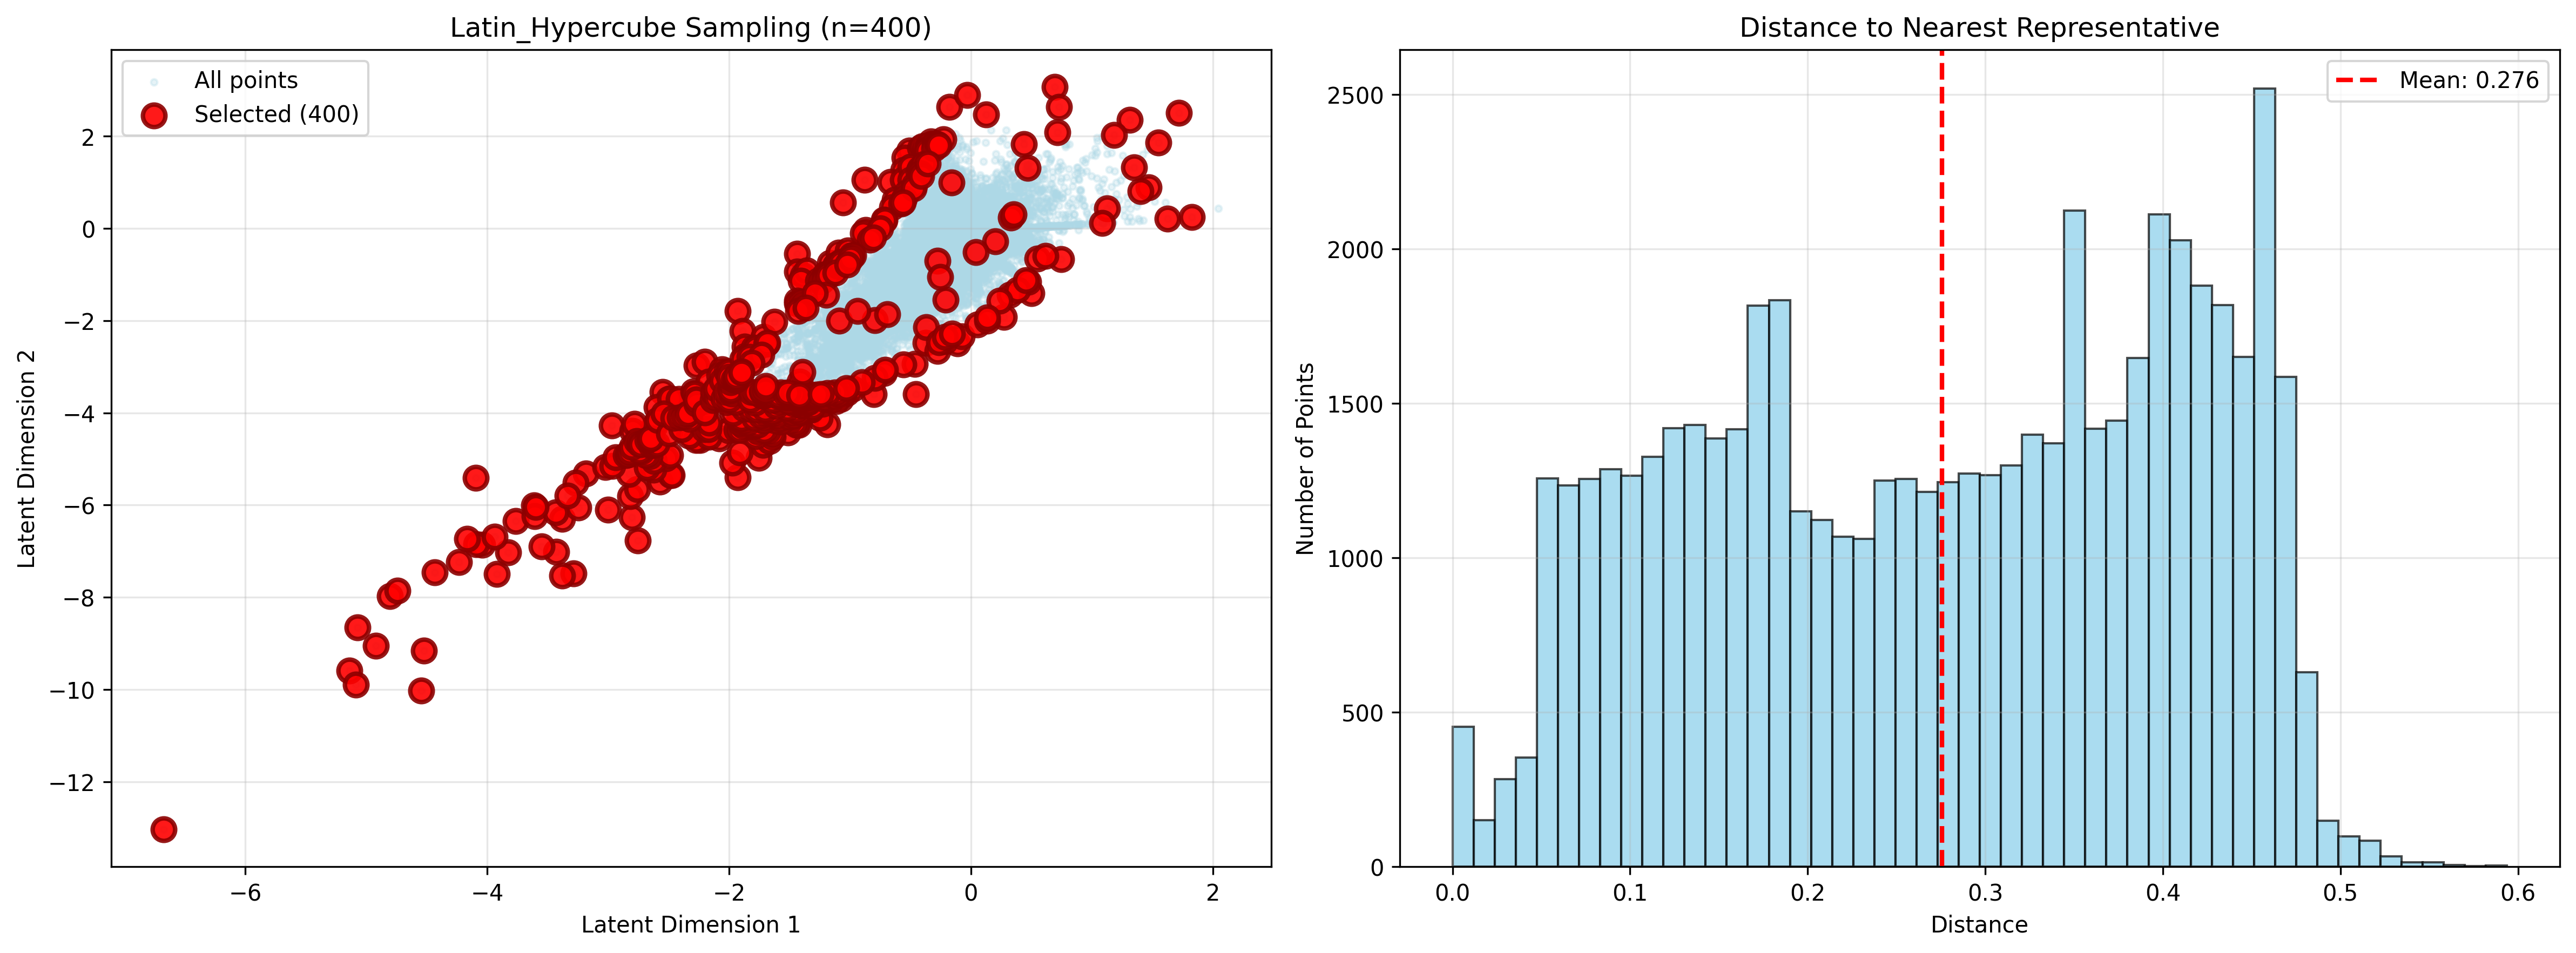 Latin_Hypercube Sampling (n=400)
All points
Selected (400)
2
0
−2
−4
−6
−8
−10
−12
Latent Dimension 2
−6
−4
−2
0
2
Latent Dimension 1
Distance to Nearest Representative
Mean: 0.276
2500
2000
1500
1000
500
0
Number of Points
0.0
0.1
0.2
0.3
0.4
0.5
0.6
Distance